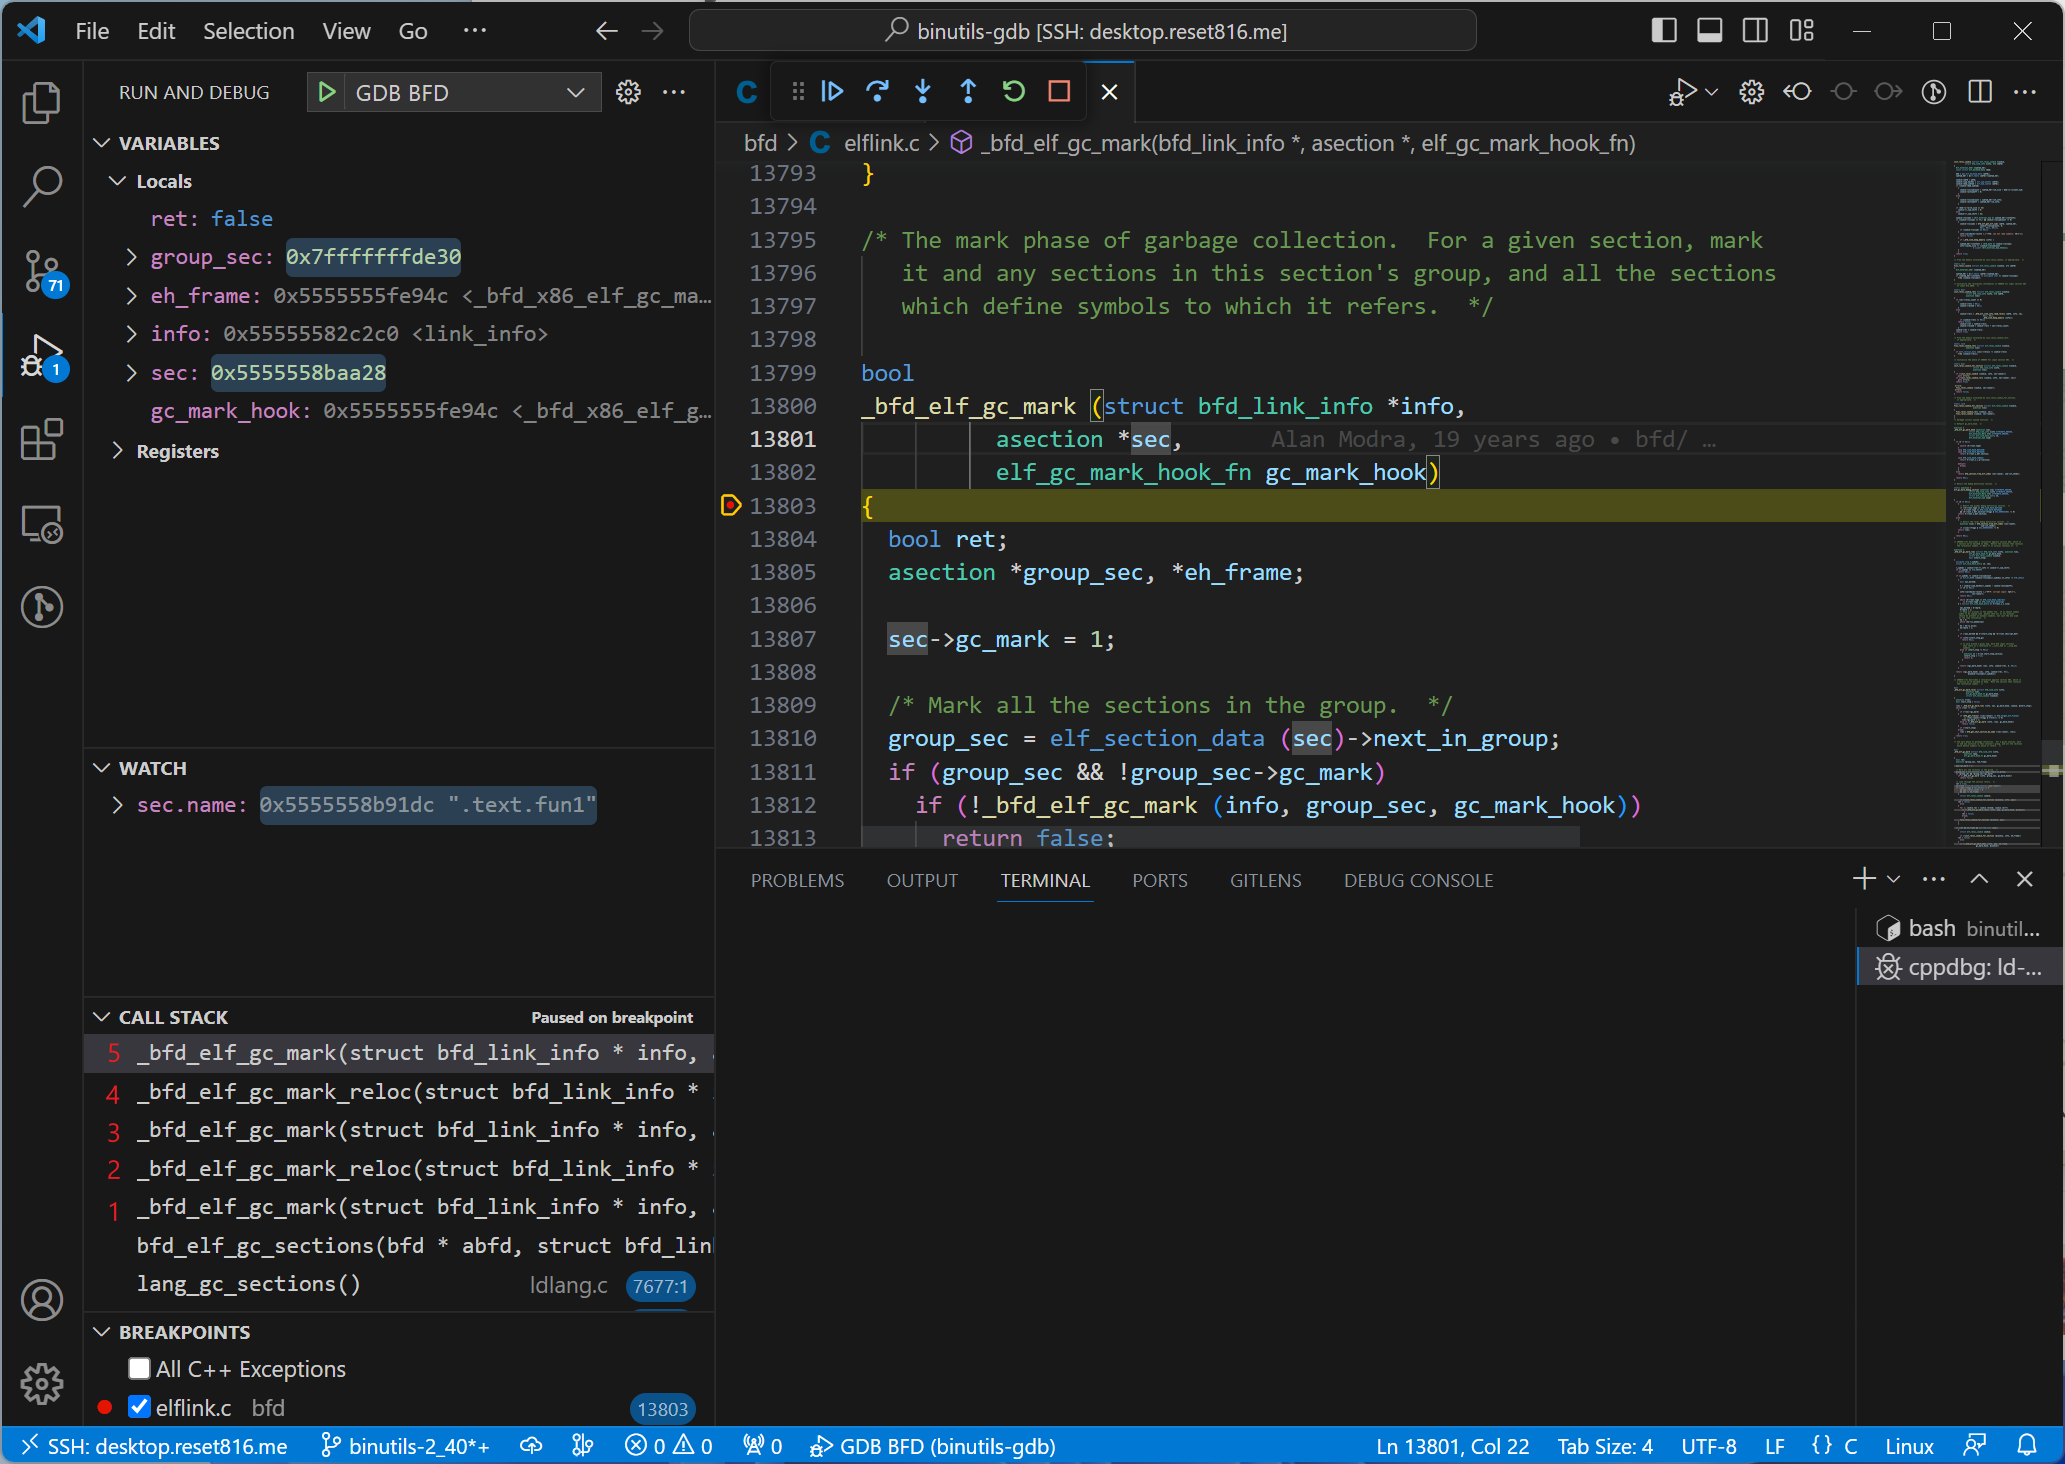 File Edit Selection View Go ··· binutils-gdb [SSH: desktop.reset816.me]
RUN AND DEBUG GDB BFD ···
VARIABLES
Locals
ret: false
group_sec: 0x7fffffffde30
eh_frame: 0x5555555fe94c <_bfd_x86_elf_gc_ma…
info: 0x55555582c2c0 <link_info>
sec: 0x5555558baa28
gc_mark_hook: 0x5555555fe94c <_bfd_x86_elf_g…
Registers
71
1
WATCH
sec.name: 0x5555558b91dc ".text.fun1"
CALL STACK Paused on breakpoint
5 _bfd_elf_gc_mark(struct bfd_link_info * info,
4 _bfd_elf_gc_mark_reloc(struct bfd_link_info *
3 _bfd_elf_gc_mark(struct bfd_link_info * info,
2 _bfd_elf_gc_mark_reloc(struct bfd_link_info *
1 _bfd_elf_gc_mark(struct bfd_link_info * info,
bfd_elf_gc_sections(bfd * abfd, struct bfd_lin
lang_gc_sections() ldlang.c 7677:1
BREAKPOINTS
All C++ Exceptions
elflink.c bfd 13803
C
bfd > C elflink.c > _bfd_elf_gc_mark(bfd_link_info *, asection *, elf_gc_mark_hook_fn)
13793 }
13794
13795 /* The mark phase of garbage collection.  For a given section, mark
13796 it and any sections in this section's group, and all the sections
13797 which define symbols to which it refers.  */
13798
13799 bool
13800 _bfd_elf_gc_mark (struct bfd_link_info *info,
13801 asection *sec, Alan Modra, 19 years ago • bfd/ …
13802 elf_gc_mark_hook_fn gc_mark_hook)
13803 {
13804 bool ret;
13805 asection *group_sec, *eh_frame;
13806
13807 sec->gc_mark = 1;
13808
13809 /* Mark all the sections in the group.  */
13810 group_sec = elf_section_data (sec)->next_in_group;
13811 if (group_sec && !group_sec->gc_mark)
13812 if (!_bfd_elf_gc_mark (info, group_sec, gc_mark_hook))
13813 return false;
PROBLEMS OUTPUT TERMINAL PORTS GITLENS DEBUG CONSOLE
bash binutil...
cppdbg: ld-...
SSH: desktop.reset816.me binutils-2_40*+ 0 0 0 GDB BFD (binutils-gdb) Ln 13801, Col 22 Tab Size: 4 UTF-8 LF {} C Linux